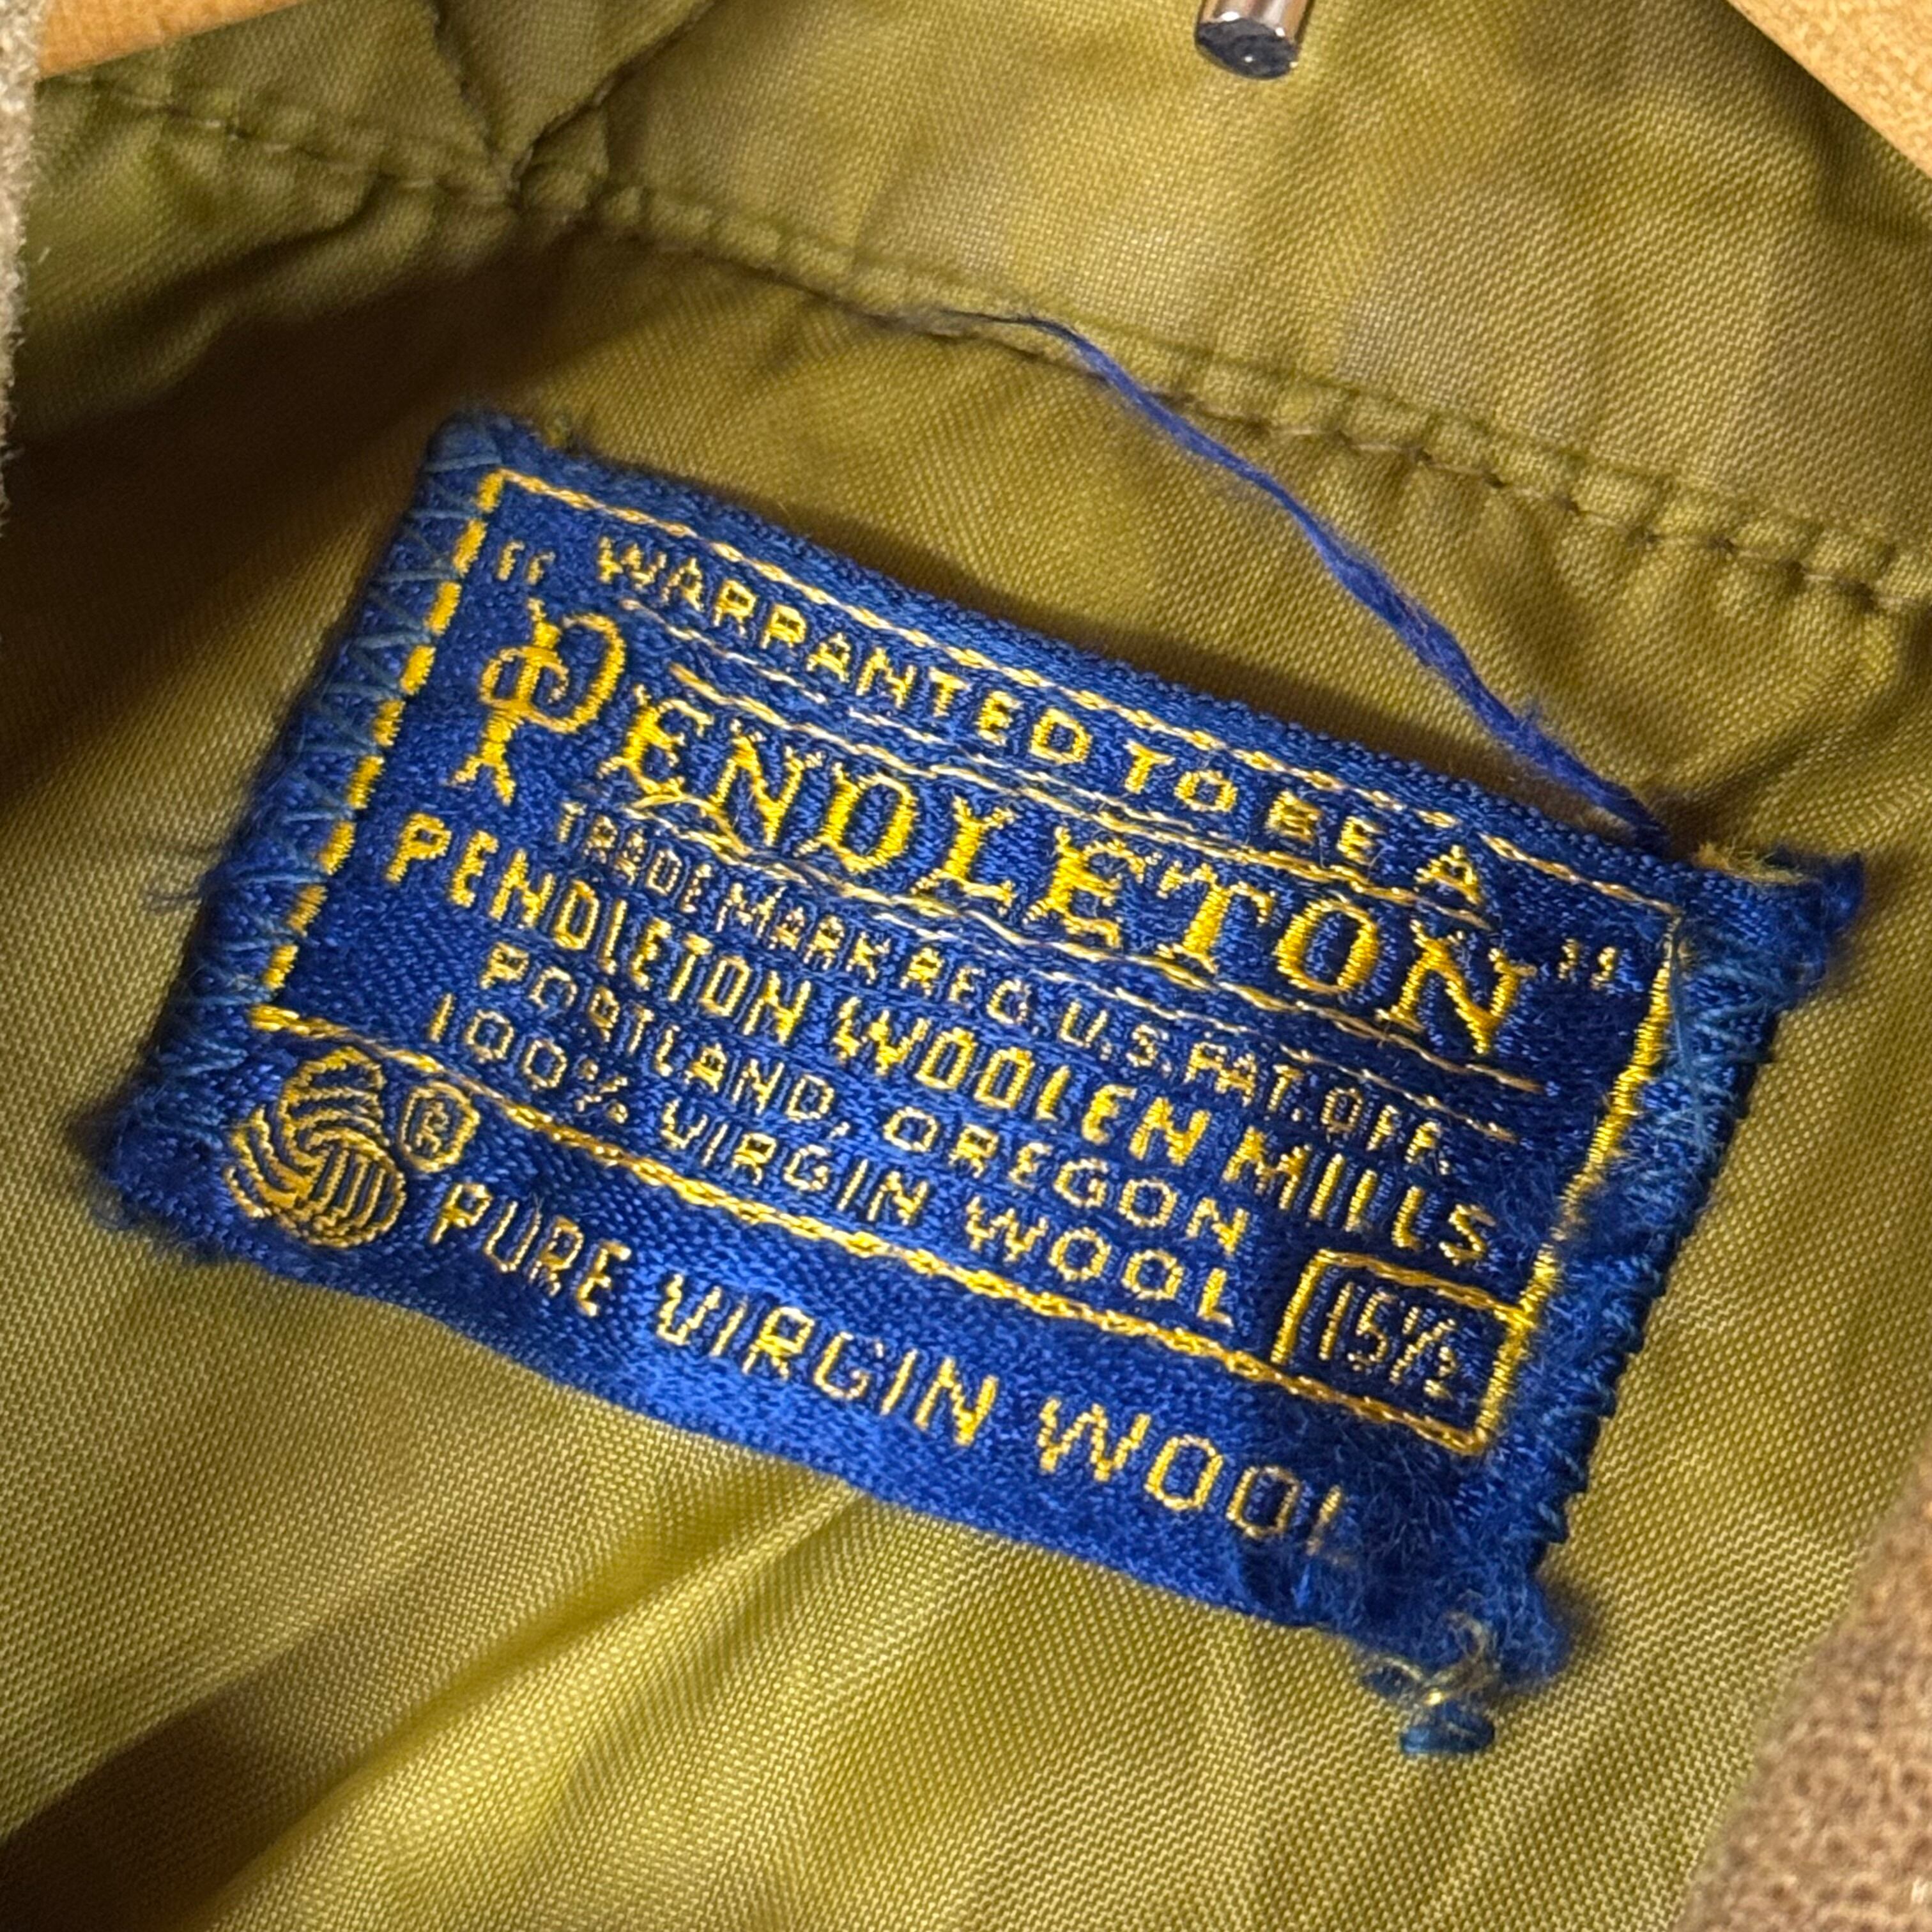 " WARRANTED TO BE A
PENDLETON "
TRADE MARK REG. U.S. PAT. OFF.
PENDLETON WOOLEN MILLS
PORTLAND, OREGON
100% VIRGIN WOOL
15½
® PURE VIRGIN WOOL